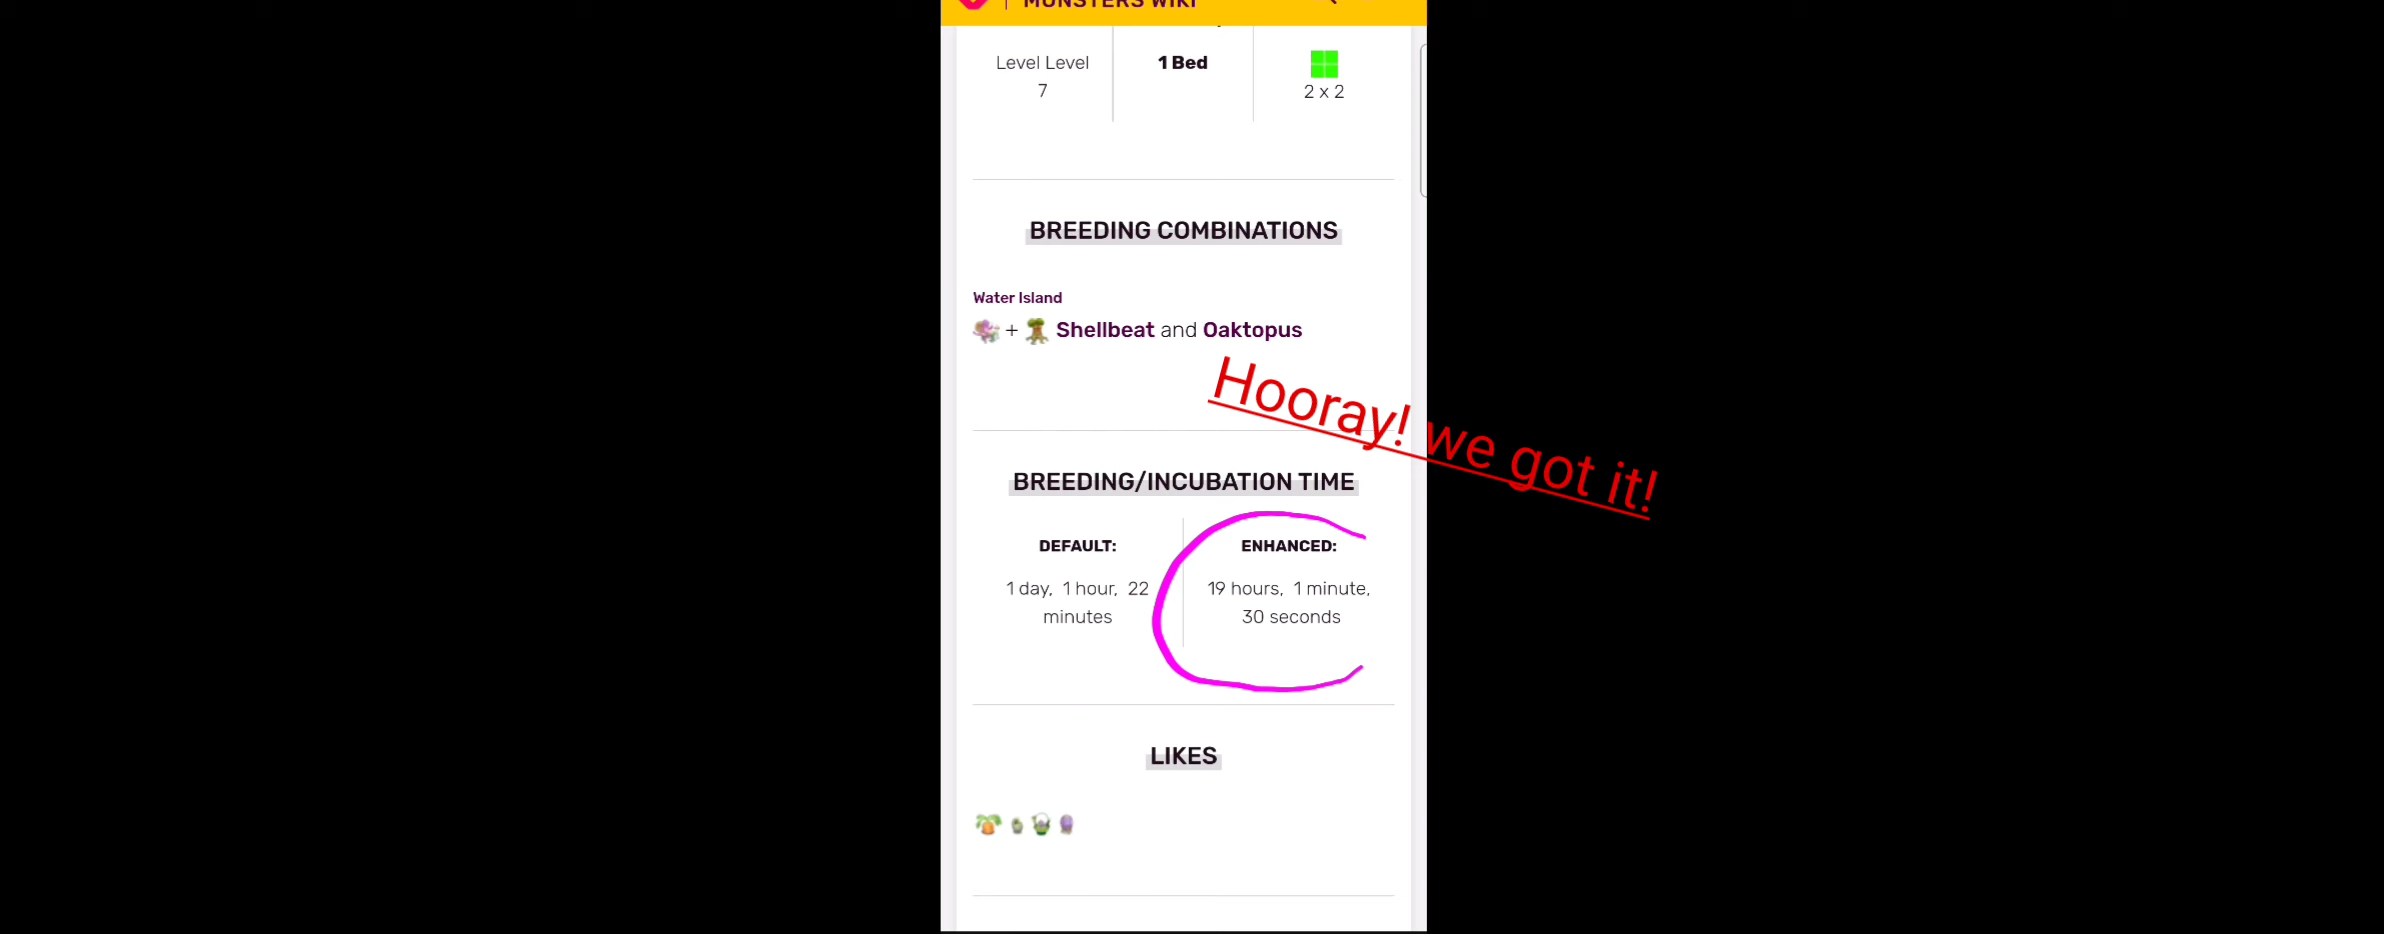 MONSTERS WIKI
Level Level
7
1 Bed
2 x 2
BREEDING COMBINATIONS
Water Island
+ Shellbeat and Oaktopus
Hooray! we got it!
BREEDING/INCUBATION TIME
DEFAULT:
1 day, 1 hour, 22
minutes
ENHANCED:
19 hours, 1 minute,
30 seconds
LIKES